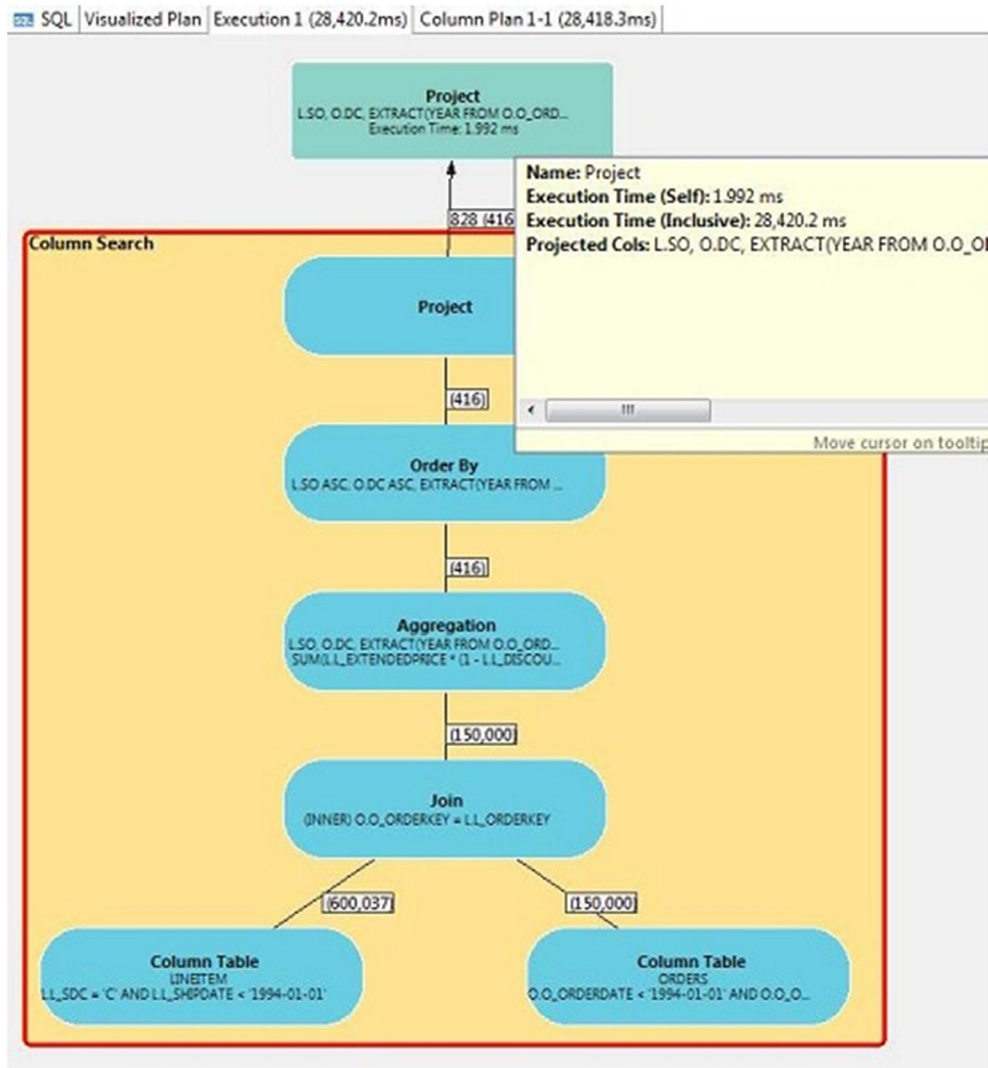 SQL SQL Visualized Plan Execution 1 (28,420.2ms) Column Plan 1-1 (28,418.3ms)
Project
L.SO, O.DC, EXTRACT(YEAR FROM O.O_ORD...
Execution Time: 1.992 ms
828 (416
Name: Project
Execution Time (Self): 1.992 ms
Execution Time (Inclusive): 28,420.2 ms
Projected Cols: L.SO, O.DC, EXTRACT(YEAR FROM O.O_O
Move cursor on tooltip
Column Search
Project
(416)
Order By
L.SO ASC, O.DC ASC, EXTRACT(YEAR FROM ...
(416)
Aggregation
L.SO, O.DC, EXTRACT(YEAR FROM O.O_ORD...
SUM(L.L_EXTENDEDPRICE * (1 - L.L_DISCOU...
(150,000)
Join
(INNER) O.O_ORDERKEY = L.L_ORDERKEY
(600,037)
(150,000)
Column Table
LINEITEM
L.L_SDC = 'C' AND L.L_SHIPDATE < '1994-01-01'
Column Table
ORDERS
O.O_ORDERDATE < '1994-01-01' AND O.O_O...